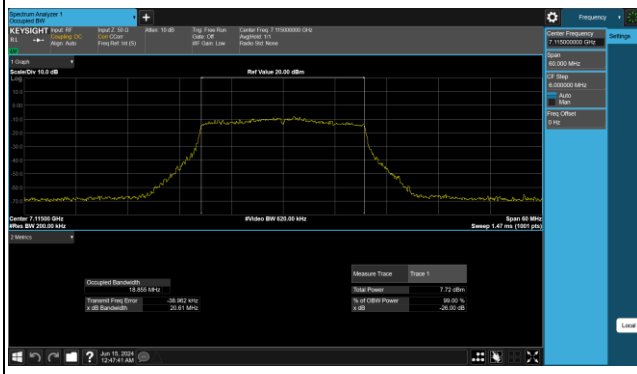 Spectrum Analyzer 1
Occupied BW
+
Frequency
KEYSIGHT
Input: RF
Coupling: DC
Align: Auto
Input Z: 50 Ω
Corr CCorr
Freq Ref: Int (S)
Atten: 10 dB
Trig: Free Run
Gate: Off
#IF Gain: Low
Center Freq: 7.115000000 GHz
Avg|Hold: 1/1
Radio Std: None
Center Frequency
7.115000000 GHz
Settings
Span
60.000 MHz
CF Step
6.000000 MHz
Auto
Man
Freq Offset
0 Hz
1 Graph
Scale/Div 10.0 dB
Ref Value 20.00 dBm
Log
10.0
0.00
Center 7.11500 GHz
#Res BW 200.00 kHz
#Video BW 620.00 kHz
Span 60 MHz
Sweep 1.47 ms (1001 pts)
2 Metrics
Measure Trace
Trace 1
Occupied Bandwidth
18.855 MHz
Total Power
7.72 dBm
Transmit Freq Error
-36.962 kHz
% of OBW Power
99.00 %
x dB Bandwidth
20.61 MHz
x dB
-26.00 dB
Local
?
Jun 15, 2024
12:47:41 AM